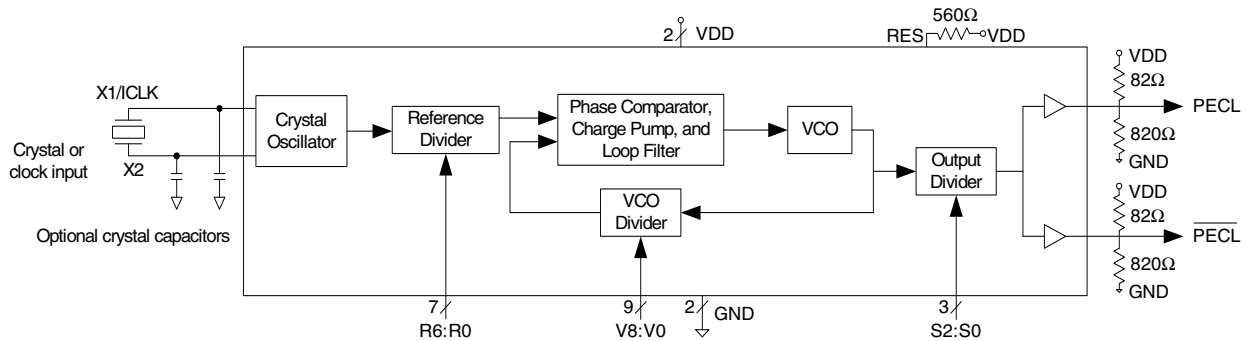 560Ω
2 VDD
RES VDD
VDD
82Ω
PECL
820Ω
GND
X1/ICLK
X2
Crystal or
clock input
Optional crystal capacitors
Crystal
Oscillator
Reference
Divider
Phase Comparator,
Charge Pump, and
Loop Filter
VCO
VCO
Divider
Output
Divider
VDD
82Ω
PECL
820Ω
GND
7
R6:R0
9
V8:V0
2 GND
3
S2:S0